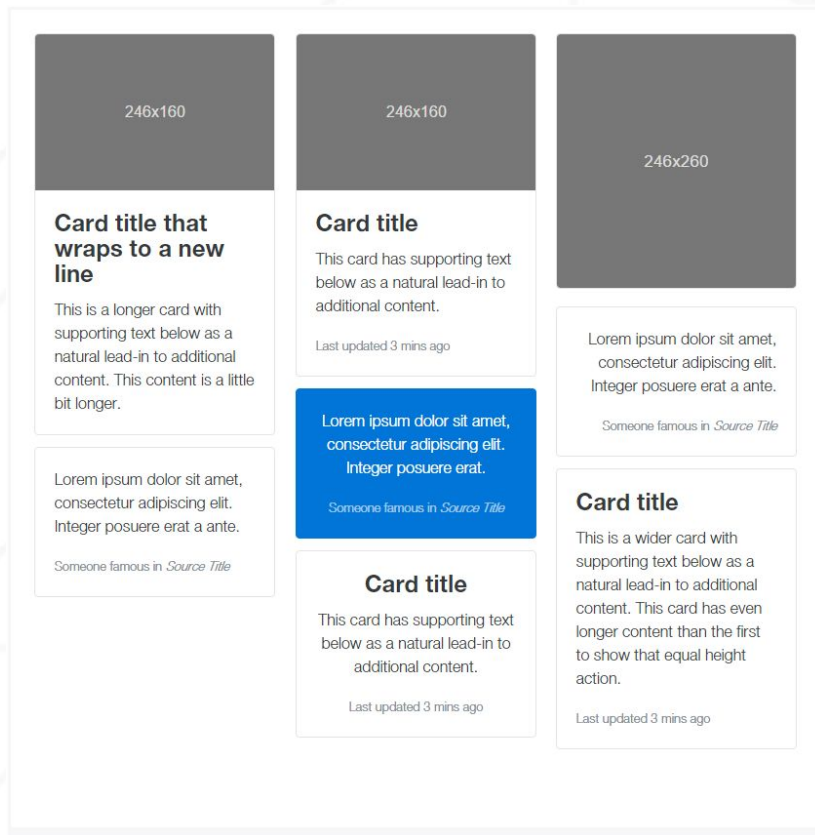 246x160
Card title that
wraps to a new
line
This is a longer card with
supporting text below as a
natural lead-in to additional
content. This content is a little
bit longer.
Lorem ipsum dolor sit amet,
consectetur adipiscing elit.
Integer posuere erat a ante.
Someone famous in Source Title
246x160
Card title
This card has supporting text
below as a natural lead-in to
additional content.
Last updated 3 mins ago
Lorem ipsum dolor sit amet,
consectetur adipiscing elit.
Integer posuere erat.
Someone famous in Source Title
Card title
This card has supporting text
below as a natural lead-in to
additional content.
Last updated 3 mins ago
246x260
Lorem ipsum dolor sit amet,
consectetur adipiscing elit.
Integer posuere erat a ante.
Someone famous in Source Title
Card title
This is a wider card with
supporting text below as a
natural lead-in to additional
content. This card has even
longer content than the first
to show that equal height
action.
Last updated 3 mins ago